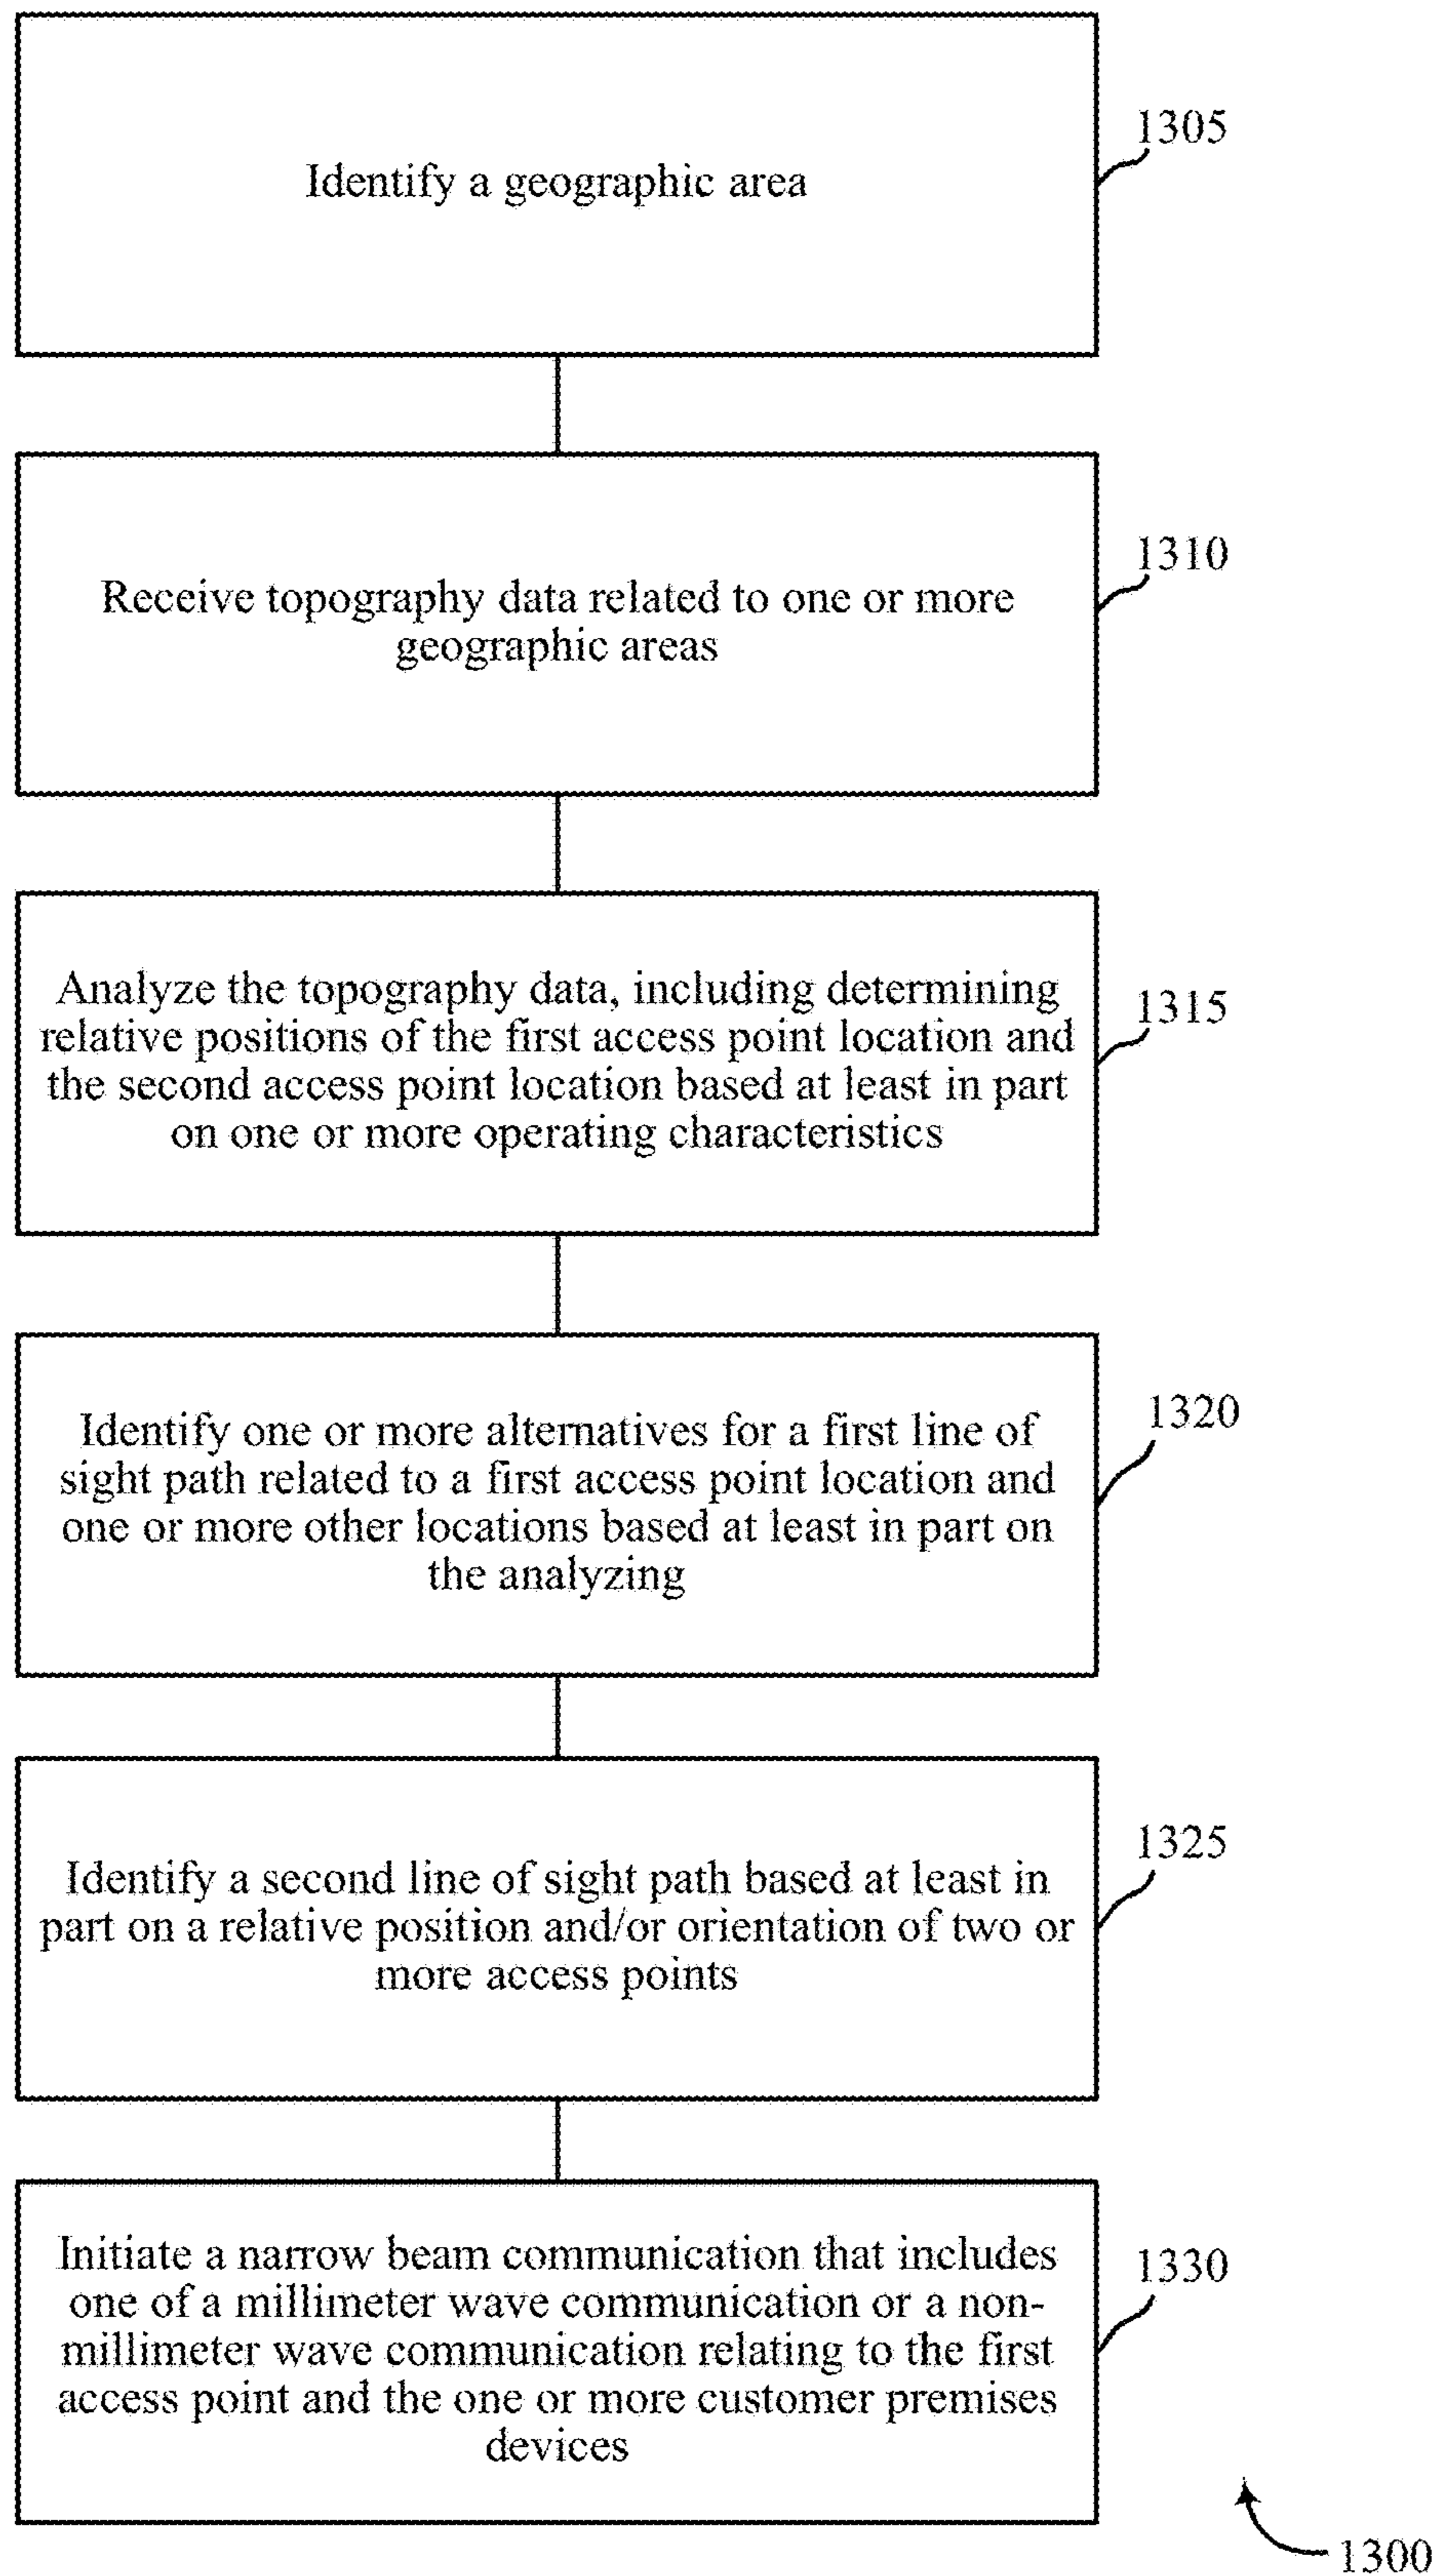 Identify a geographic area
1305
Receive topography data related to one or more
geographic areas
1310
Analyze the topography data, including determining
relative positions of the first access point location and
the second access point location based at least in part
on one or more operating characteristics
1315
Identify one or more alternatives for a first line of
sight path related to a first access point location and
one or more other locations based at least in part on
the analyzing
1320
Identify a second line of sight path based at least in
part on a relative position and/or orientation of two or
more access points
1325
Initiate a narrow beam communication that includes
one of a millimeter wave communication or a non-
millimeter wave communication relating to the first
access point and the one or more customer premises
devices
1330
1300